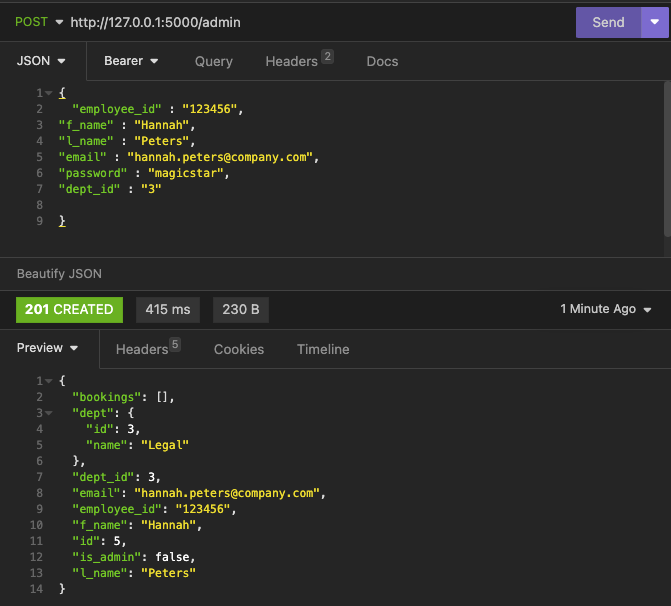 POST http://127.0.0.1:5000/admin Send
JSON Bearer Query Headers 2 Docs
1 {
2 "employee_id" : "123456",
3 "f_name" : "Hannah",
4 "l_name" : "Peters",
5 "email" : "hannah.peters@company.com",
6 "password" : "magicstar",
7 "dept_id" : "3"
8
9 }
Beautify JSON
201 CREATED 415 ms 230 B 1 Minute Ago
Preview Headers 5 Cookies Timeline
1 {
2 "bookings": [],
3 "dept": {
4 "id": 3,
5 "name": "Legal"
6 },
7 "dept_id": 3,
8 "email": "hannah.peters@company.com",
9 "employee_id": "123456",
10 "f_name": "Hannah",
11 "id": 5,
12 "is_admin": false,
13 "l_name": "Peters"
14 }